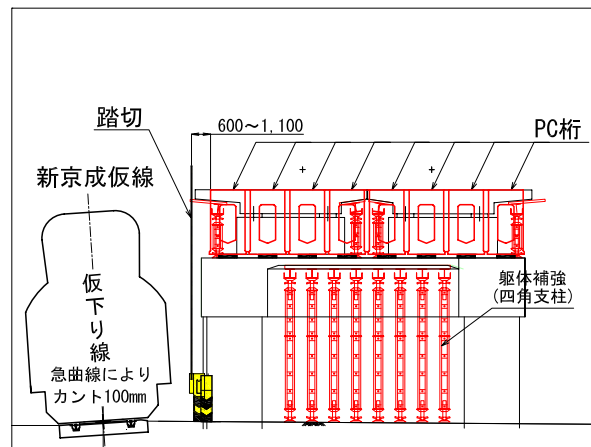 踏切
600～1,100
PC桁
新京成仮線
仮下り線
急曲線により
カント100mm
躯体補強
(四角支柱)